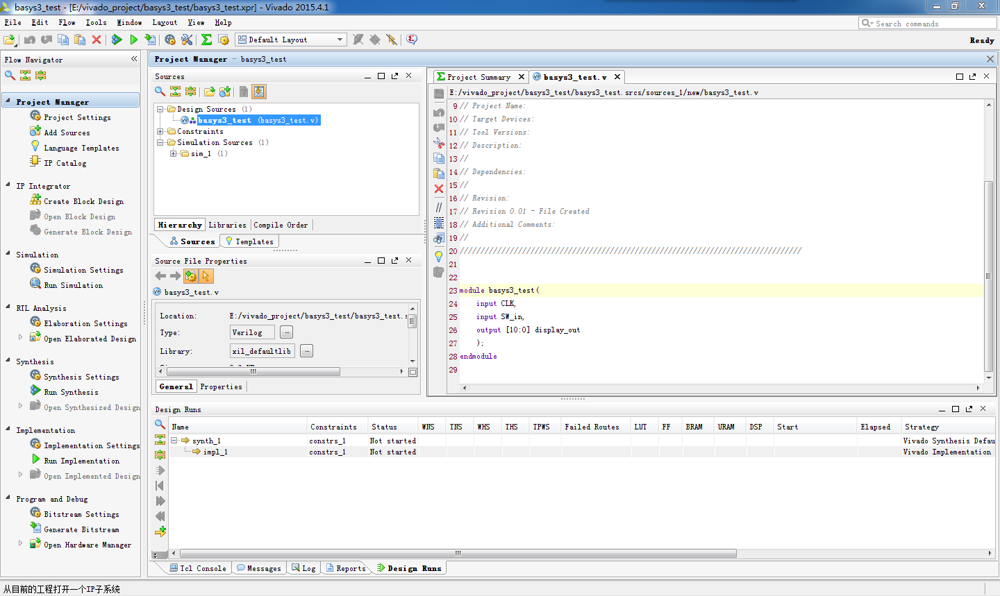 basys3_test - [E:/vivado_project/basys3_test/basys3_test.xpr] - Vivado 2015.4.1
File Edit Flow Tools Window Layout View Help
Search commands
Default Layout
Ready
Flow Navigator
Project Manager
Project Settings
Add Sources
Language Templates
IP Catalog
IP Integrator
Create Block Design
Open Block Design
Generate Block Design
Simulation
Simulation Settings
Run Simulation
RTL Analysis
Elaboration Settings
Open Elaborated Design
Synthesis
Synthesis Settings
Run Synthesis
Open Synthesized Design
Implementation
Implementation Settings
Run Implementation
Open Implemented Design
Program and Debug
Bitstream Settings
Generate Bitstream
Open Hardware Manager
Project Manager - basys3_test
Sources
Design Sources (1)
basys3_test (basys3_test.v)
Constraints
Simulation Sources (1)
sim_1 (1)
Hierarchy Libraries Compile Order
Sources Templates
Source File Properties
basys3_test.v
Location: E:/vivado_project/basys3_test/basys3_test.s
Type: Verilog ...
Library: xil_defaultlib ...
General Properties
Project Summary basys3_test.v
E:/vivado_project/basys3_test/basys3_test.srcs/sources_1/new/basys3_test.v
9 // Project Name:
10 // Target Devices:
11 // Tool Versions:
12 // Description:
13 //
14 // Dependencies:
15 //
16 // Revision:
17 // Revision 0.01 - File Created
18 // Additional Comments:
19 //
20 //////////////////////////////////////////////////////////////////////////////////
21
22
23 module basys3_test(
24 input CLK,
25 input SW_in,
26 output [10:0] display_out
27 );
28 endmodule
29
Design Runs
Name Constraints Status WNS TNS WHS THS TPWS Failed Routes LUT FF BRAM URAM DSP Start Elapsed Strategy
synth_1 constrs_1 Not started Vivado Synthesis Defau
impl_1 constrs_1 Not started Vivado Implementation
Tcl Console Messages Log Reports Design Runs
从目前的工程打开一个IP子系统